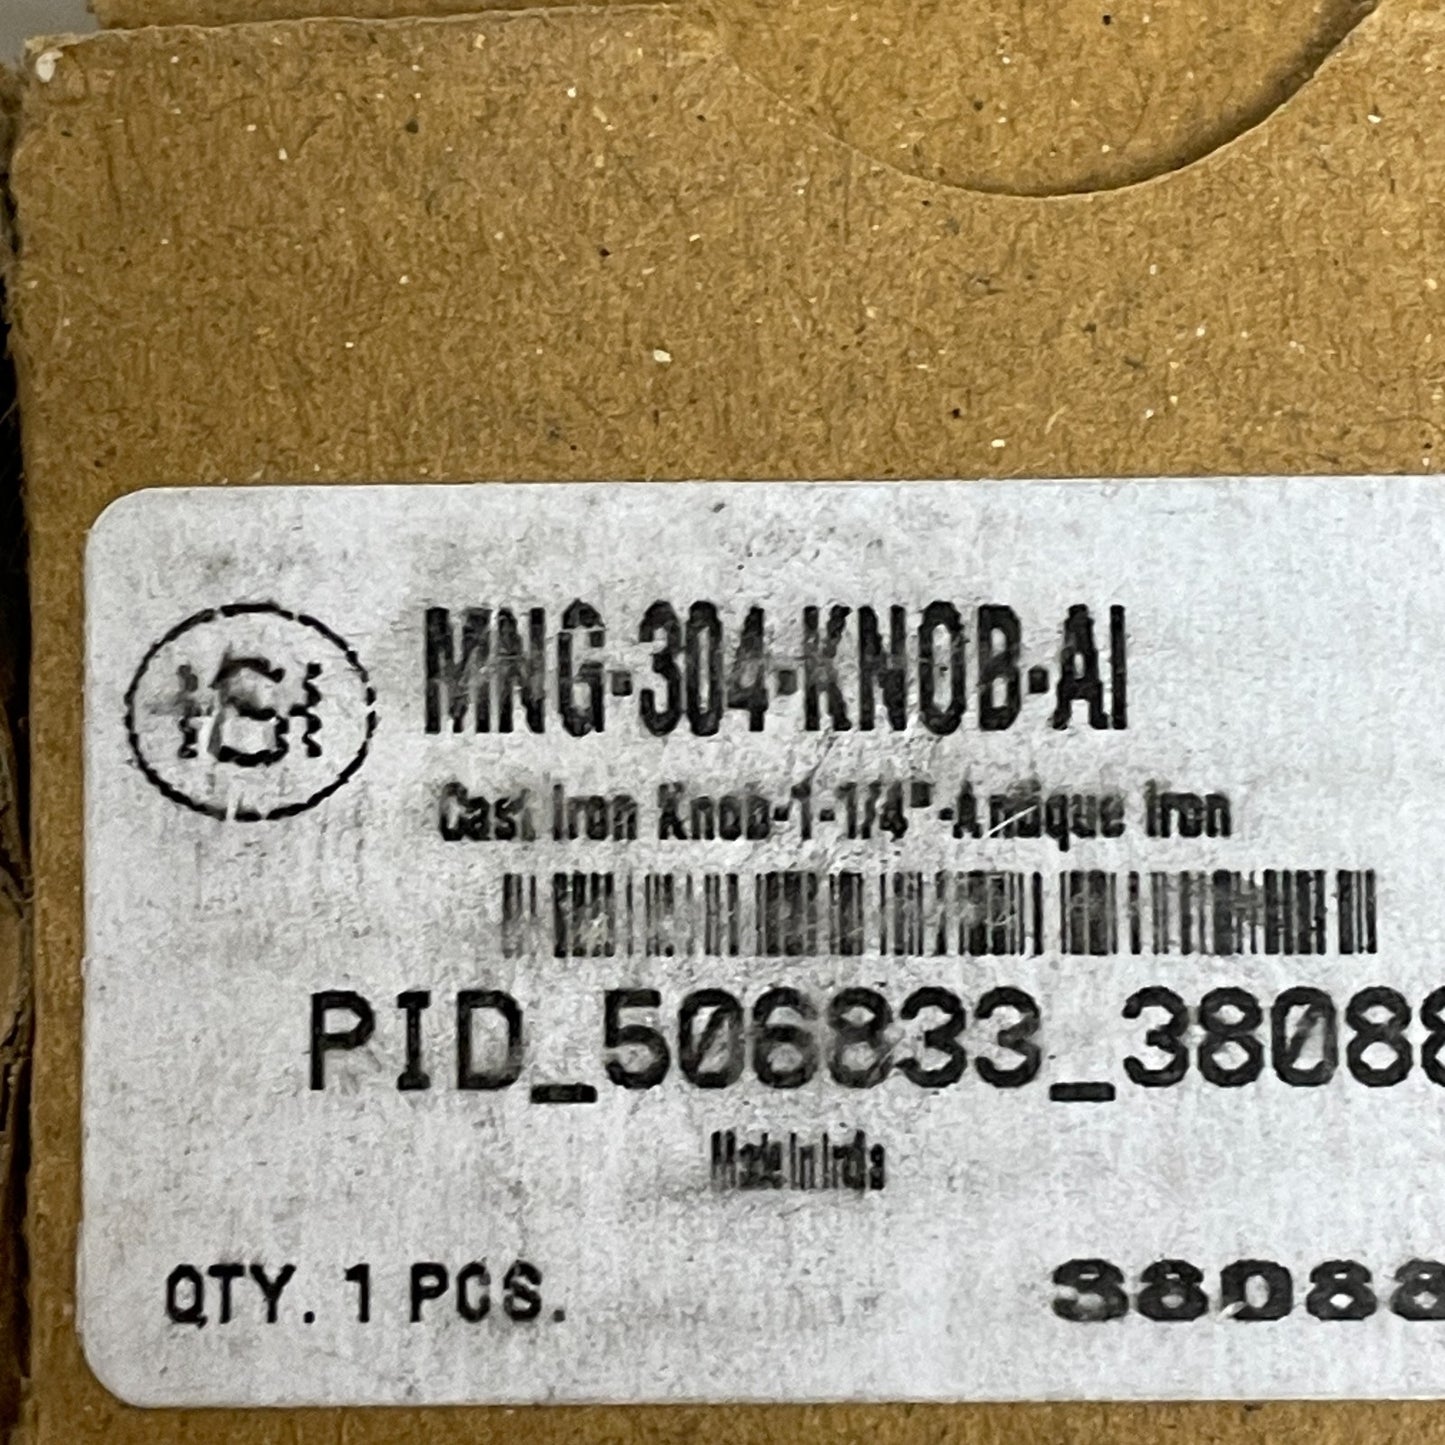 MNG-304-KNOB-AI
Cast Iron Knob-1-1/4"-Antique Iron
PID_506833_38088
Made In India
QTY. 1 PCS.
38088